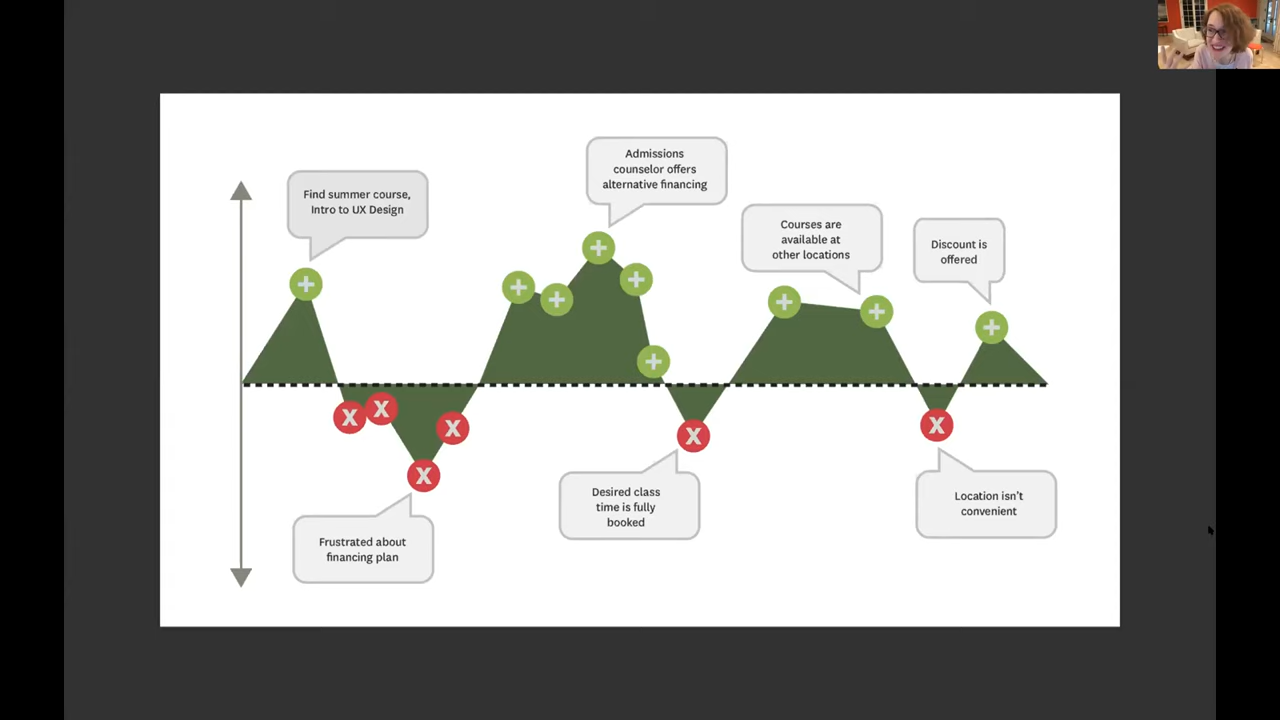 Find summer course,
Intro to UX Design
Admissions
counselor offers
alternative financing
Courses are
available at
other locations
Discount is
offered
Frustrated about
financing plan
Desired class
time is fully
booked
Location isn't
convenient